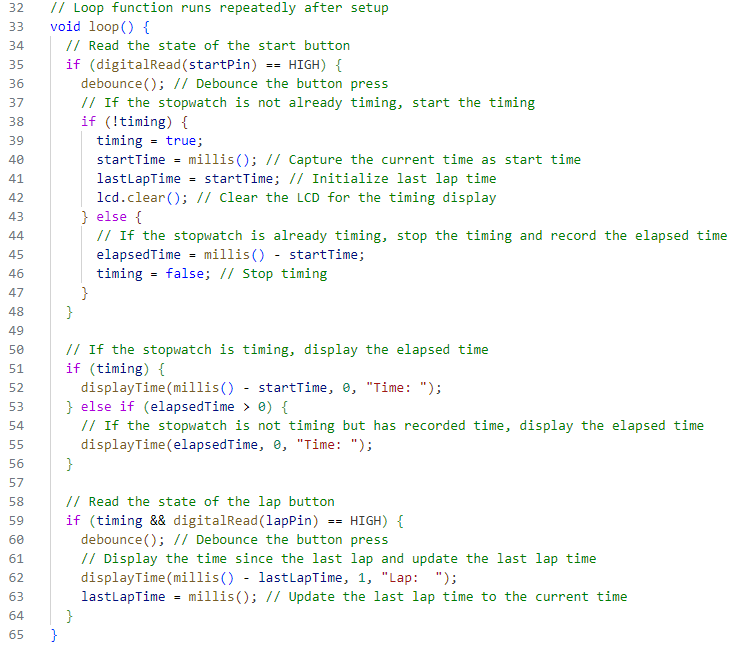 32 // Loop function runs repeatedly after setup
33 void loop() {
34   // Read the state of the start button
35   if (digitalRead(startPin) == HIGH) {
36     debounce(); // Debounce the button press
37     // If the stopwatch is not already timing, start the timing
38     if (!timing) {
39       timing = true;
40       startTime = millis(); // Capture the current time as start time
41       lastLapTime = startTime; // Initialize last lap time
42       lcd.clear(); // Clear the LCD for the timing display
43     } else {
44       // If the stopwatch is already timing, stop the timing and record the elapsed time
45       elapsedTime = millis() - startTime;
46       timing = false; // Stop timing
47     }
48   }
49
50   // If the stopwatch is timing, display the elapsed time
51   if (timing) {
52     displayTime(millis() - startTime, 0, "Time: ");
53   } else if (elapsedTime > 0) {
54     // If the stopwatch is not timing but has recorded time, display the elapsed time
55     displayTime(elapsedTime, 0, "Time: ");
56   }
57
58   // Read the state of the lap button
59   if (timing && digitalRead(lapPin) == HIGH) {
60     debounce(); // Debounce the button press
61     // Display the time since the last lap and update the last lap time
62     displayTime(millis() - lastLapTime, 1, "Lap:  ");
63     lastLapTime = millis(); // Update the last lap time to the current time
64   }
65 }